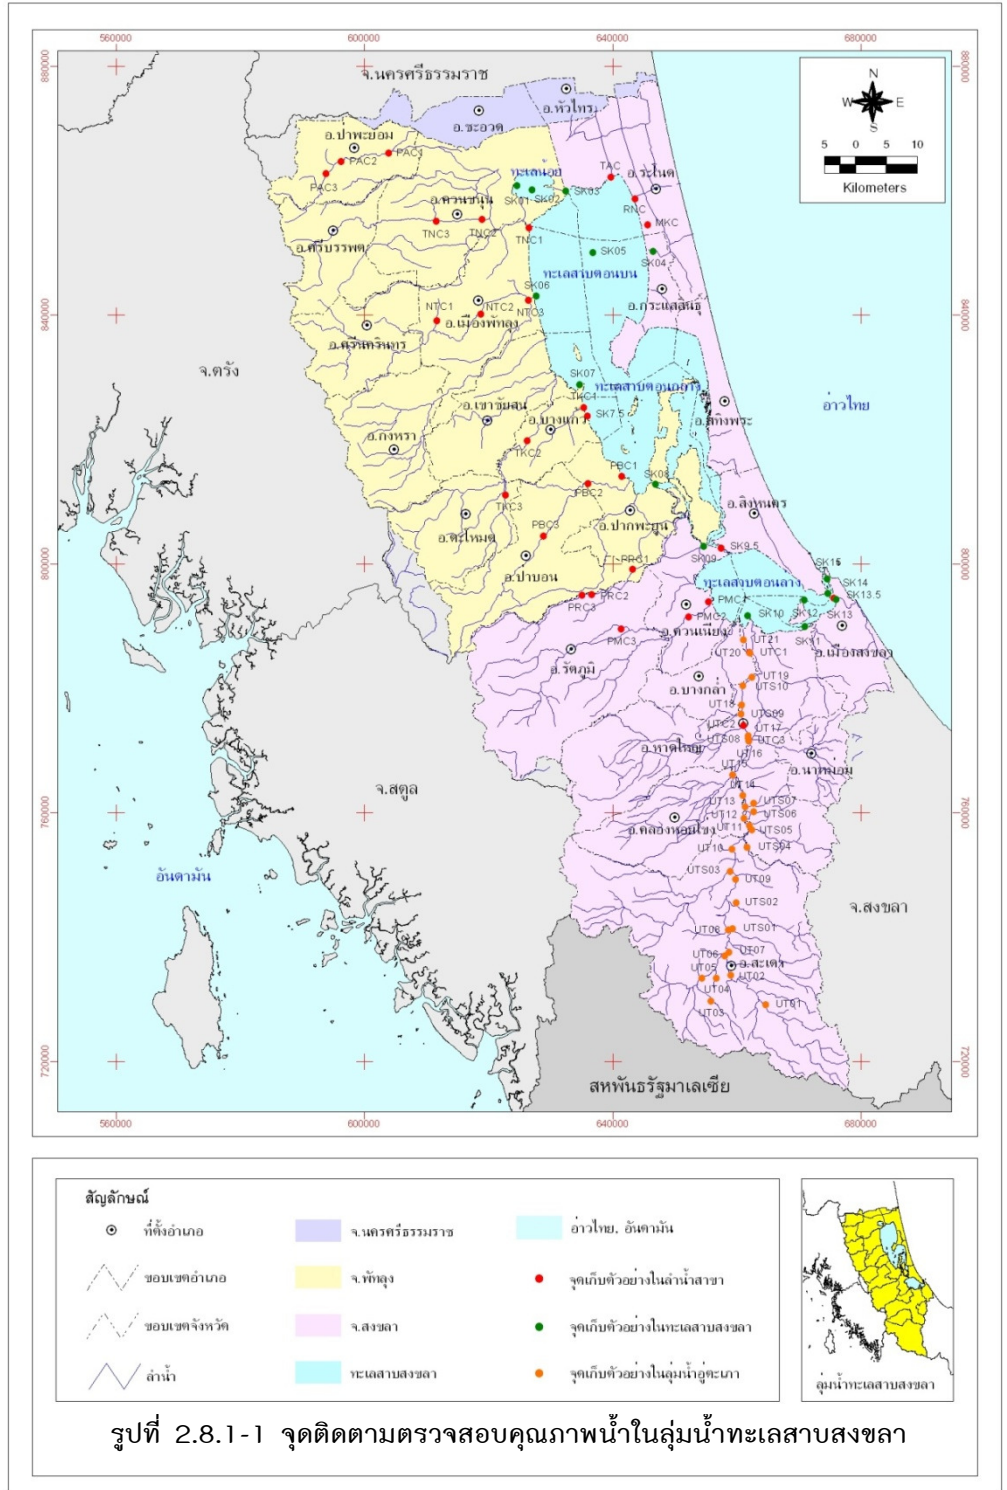 560000
600000
640000
680000
880000
880000
จ.นครศรีธรรมราช
อ.หัวไทร
อ.ชะอวด
N
W
E
S
5 0 5 10
Kilometers
อ.ป่าพะยอม
PAC1
PAC2
PAC3
ทะเลน้อย
SK01
SK02
SK03
TAC
อ.ระโนด
RNC
MKC
อ.ควนขนุน
TNC3
TNC2
TNC1
อ.ศรีบรรพต
SK05
SK04
ทะเลสาบตอนบน
SK06
อ.กระแสสินธุ์
NTC1
NTC2
NTC3
อ.เมืองพัทลุง
840000
840000
อ.ศรีนครินทร์
จ.ตรัง
SK07
ทะเลสาบตอนกลาง
TKC1
SK7.5
อ.เขาชัยสน
อ.บางแก้ว
อ.สทิงพระ
อ่าวไทย
อ.กงหรา
TKC2
PBC1
SK08
PBC2
TKC3
อ.สิงหนคร
อ.ปากพะยูน
อ.ตะโหมด
PBC3
SK09
SK9.5
อ.ป่าบอน
PRC1
800000
800000
ทะเลสาบตอนล่าง
SK14
SK13.5
PRC3
PRC2
PMC1
SK10
SK12
SK13
PMC2
PMC3
อ.ควนเนียง
SK11
อ.เมืองสงขลา
UT21
UT20
UTC1
อ.รัตภูมิ
อ.บางกล่ำ
UT19
UTS10
UT18
UTS09
UTC2
UT17
UTS08
UTC3
อ.หาดใหญ่
UT16
อ.นาหม่อม
UT15
UT14
จ.สตูล
UT13
UTS07
UT12
UTS06
760000
760000
อ.คลองหอยโข่ง
UT11
UTS05
UT10
UTS04
UTS03
UT09
อันดามัน
จ.สงขลา
UTS02
UT08
UTS01
UT06
UT07
UT05
อ.สะเดา
UT02
UT04
UT03
UT01
720000
720000
สหพันธรัฐมาเลเซีย
560000
600000
640000
680000
สัญลักษณ์
ที่ตั้งอำเภอ
จ.นครศรีธรรมราช
อ่าวไทย, อันดามัน
ขอบเขตอำเภอ
จ.พัทลุง
จุดเก็บตัวอย่างในลำน้ำสาขา
ขอบเขตจังหวัด
จ.สงขลา
จุดเก็บตัวอย่างในทะเลสาบสงขลา
ลำน้ำ
ทะเลสาบสงขลา
จุดเก็บตัวอย่างในลุ่มน้ำอู่ตะเภา
ลุ่มน้ำทะเลสาบสงขลา
รูปที่ 2.8.1-1 จุดติดตามตรวจสอบคุณภาพน้ำในลุ่มน้ำทะเลสาบสงขลา